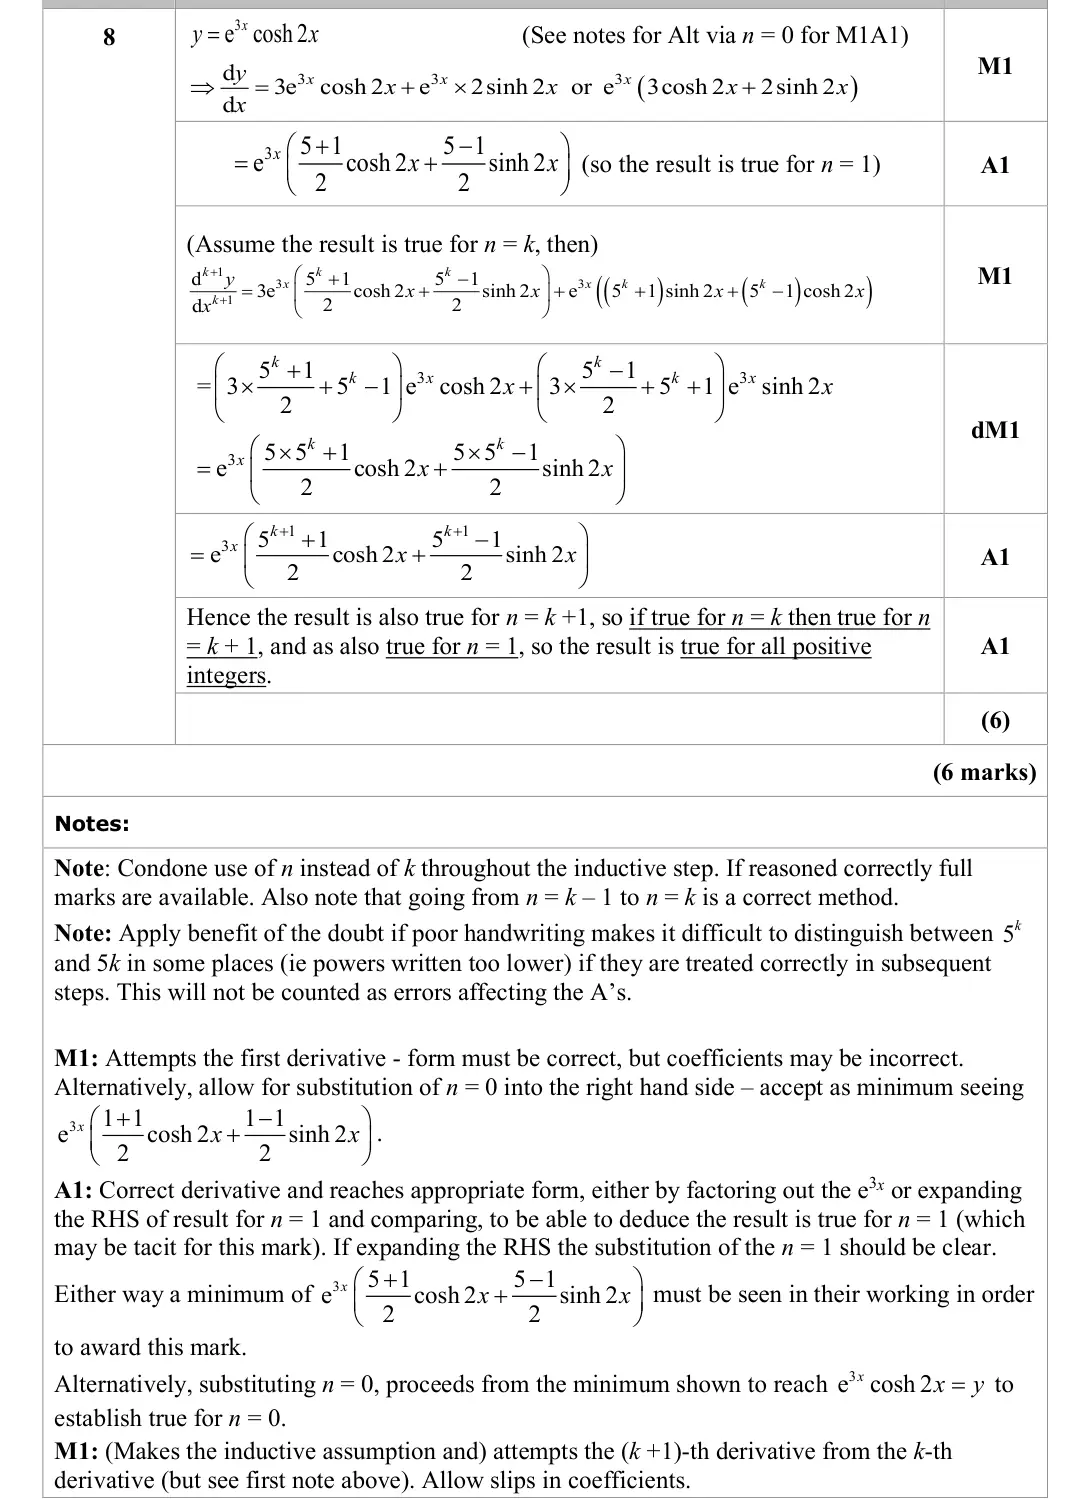 8
y = e^{3x} cosh 2x (See notes for Alt via n = 0 for M1A1)
⇒ dy/dx = 3e^{3x} cosh 2x + e^{3x} × 2 sinh 2x or e^{3x} (3cosh 2x + 2 sinh 2x)
M1
= e^{3x} ( (5+1)/2 cosh 2x + (5−1)/2 sinh 2x ) (so the result is true for n = 1)
A1
(Assume the result is true for n = k, then)
d^{k+1}y/dx^{k+1} = 3e^{3x} ( (5^k + 1)/2 cosh 2x + (5^k − 1)/2 sinh 2x ) + e^{3x} ( (5^k + 1) sinh 2x + (5^k − 1) cosh 2x )
M1
= ( 3 × (5^k + 1)/2 + 5^k − 1 ) e^{3x} cosh 2x + ( 3 × (5^k − 1)/2 + 5^k + 1 ) e^{3x} sinh 2x
= e^{3x} ( (5 × 5^k + 1)/2 cosh 2x + (5 × 5^k − 1)/2 sinh 2x )
dM1
= e^{3x} ( (5^{k+1} + 1)/2 cosh 2x + (5^{k+1} − 1)/2 sinh 2x )
A1
Hence the result is also true for n = k +1, so if true for n = k then true for n
= k + 1, and as also true for n = 1, so the result is true for all positive
integers.
A1
(6)
(6 marks)
Notes:
Note: Condone use of n instead of k throughout the inductive step. If reasoned correctly full
marks are available. Also note that going from n = k – 1 to n = k is a correct method.
Note: Apply benefit of the doubt if poor handwriting makes it difficult to distinguish between 5^k
and 5k in some places (ie powers written too lower) if they are treated correctly in subsequent
steps. This will not be counted as errors affecting the A’s.
M1: Attempts the first derivative - form must be correct, but coefficients may be incorrect.
Alternatively, allow for substitution of n = 0 into the right hand side – accept as minimum seeing
e^{3x} ( (1+1)/2 cosh 2x + (1−1)/2 sinh 2x ) .
A1: Correct derivative and reaches appropriate form, either by factoring out the e^{3x} or expanding
the RHS of result for n = 1 and comparing, to be able to deduce the result is true for n = 1 (which
may be tacit for this mark). If expanding the RHS the substitution of the n = 1 should be clear.
Either way a minimum of e^{3x} ( (5+1)/2 cosh 2x + (5−1)/2 sinh 2x ) must be seen in their working in order
to award this mark.
Alternatively, substituting n = 0, proceeds from the minimum shown to reach e^{3x} cosh 2x = y to
establish true for n = 0.
M1: (Makes the inductive assumption and) attempts the (k +1)-th derivative from the k-th
derivative (but see first note above). Allow slips in coefficients.